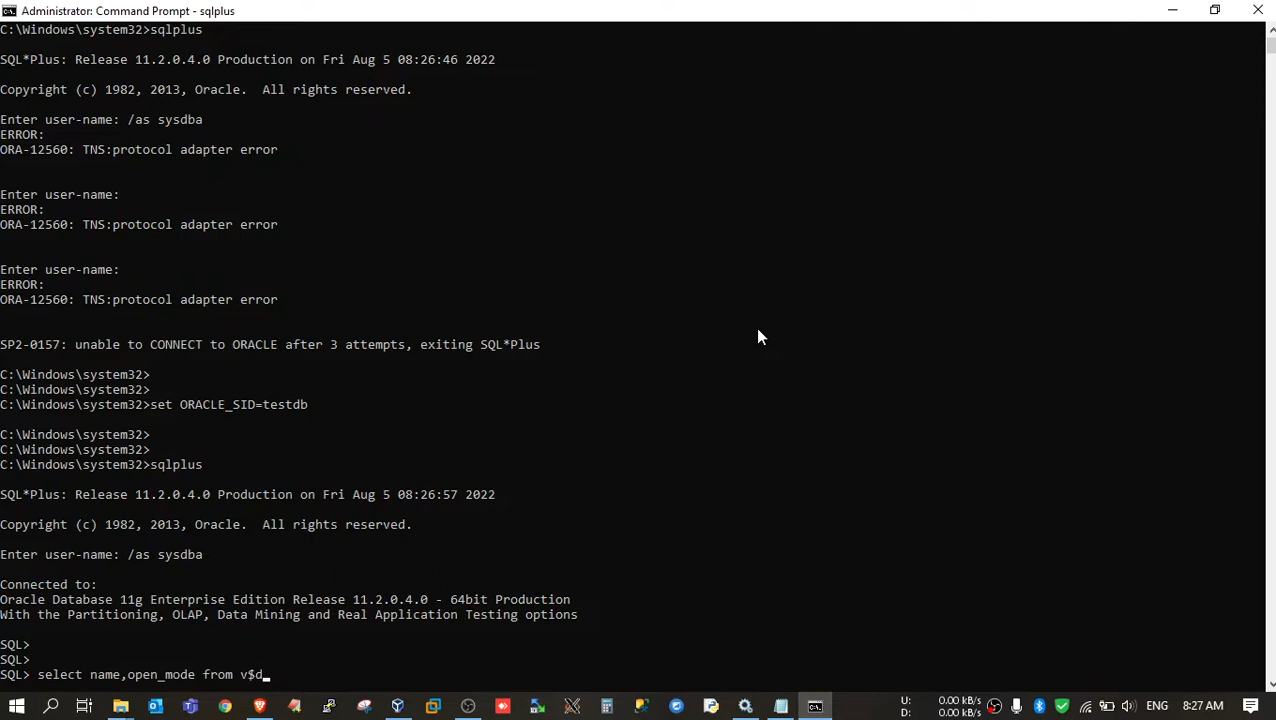 Administrator: Command Prompt - sqlplus
C:\Windows\system32>sqlplus
SQL*Plus: Release 11.2.0.4.0 Production on Fri Aug 5 08:26:46 2022
Copyright (c) 1982, 2013, Oracle.  All rights reserved.
Enter user-name: /as sysdba
ERROR:
ORA-12560: TNS:protocol adapter error
Enter user-name:
ERROR:
ORA-12560: TNS:protocol adapter error
Enter user-name:
ERROR:
ORA-12560: TNS:protocol adapter error
SP2-0157: unable to CONNECT to ORACLE after 3 attempts, exiting SQL*Plus
C:\Windows\system32>
C:\Windows\system32>
C:\Windows\system32>set ORACLE_SID=testdb
C:\Windows\system32>
C:\Windows\system32>
C:\Windows\system32>sqlplus
SQL*Plus: Release 11.2.0.4.0 Production on Fri Aug 5 08:26:57 2022
Copyright (c) 1982, 2013, Oracle.  All rights reserved.
Enter user-name: /as sysdba
Connected to:
Oracle Database 11g Enterprise Edition Release 11.2.0.4.0 - 64bit Production
With the Partitioning, OLAP, Data Mining and Real Application Testing options
SQL>
SQL>
SQL> select name,open_mode from v$d_
U: 0.00 kB/s
D: 0.00 kB/s
ENG
8:27 AM